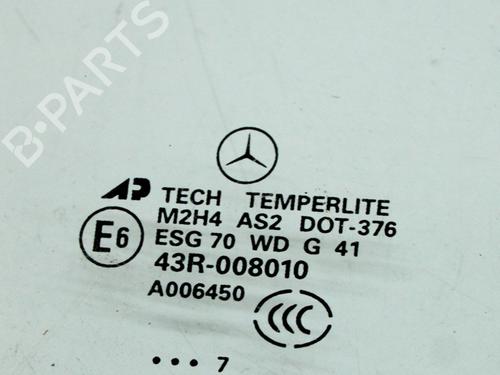 B·PARTS
AP TECH TEMPERLITE
M2H4 AS2 DOT-376
E6 ESG 70 WD G 41
43R-008010
A006450
CCC
••• 7